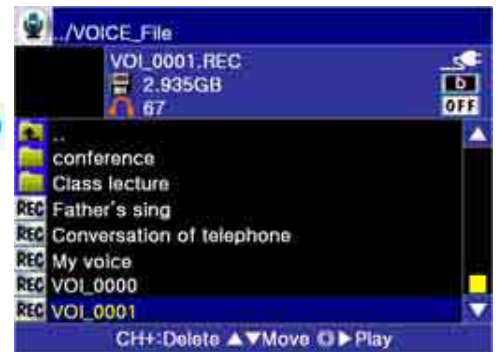 ../VOICE_File
VOI_0001.REC
2.935GB
b
67
OFF
..
conference
Class lecture
REC Father's sing
REC Conversation of telephone
REC My voice
REC VOI_0000
REC VOI_0001
CH+:Delete ▲▼Move ▶Play